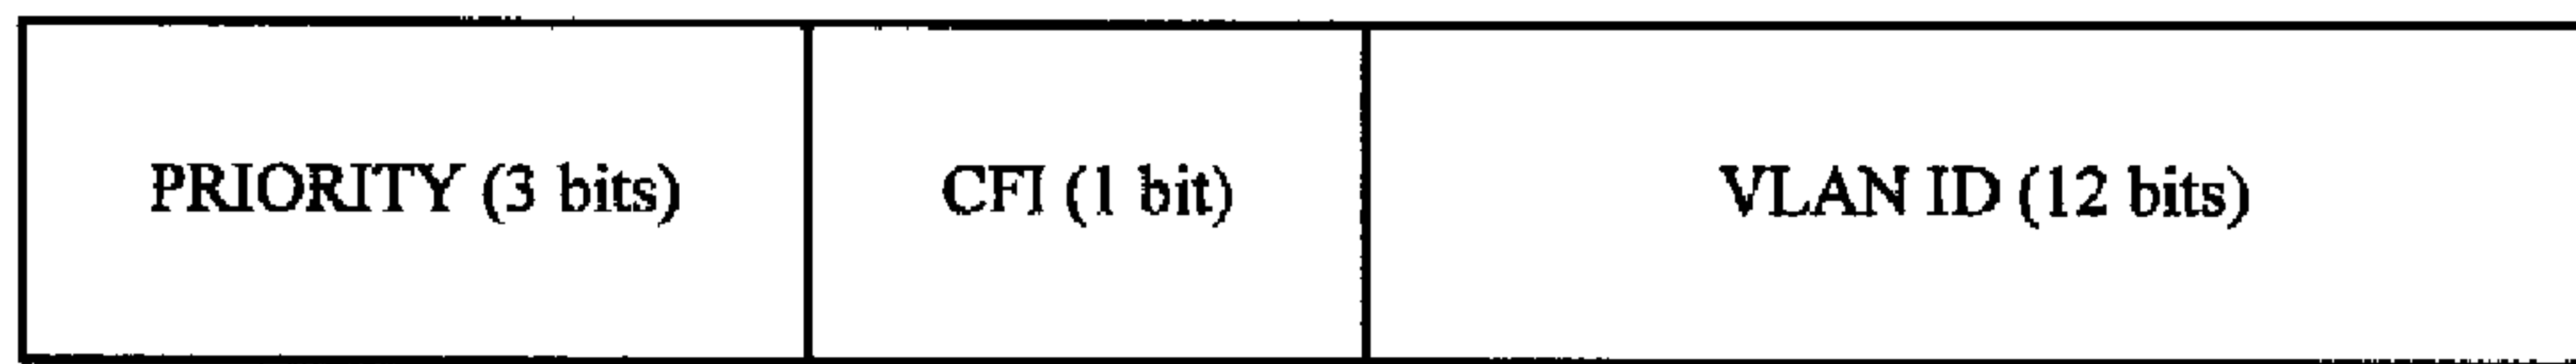 PRIORITY (3 bits) CFI (1 bit) VLAN ID (12 bits)